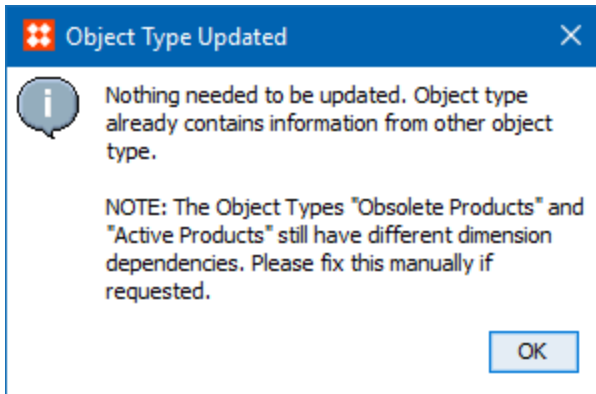 Object Type Updated
Nothing needed to be updated. Object type
already contains information from other object
type.
NOTE: The Object Types "Obsolete Products" and
"Active Products" still have different dimension
dependencies. Please fix this manually if
requested.
OK